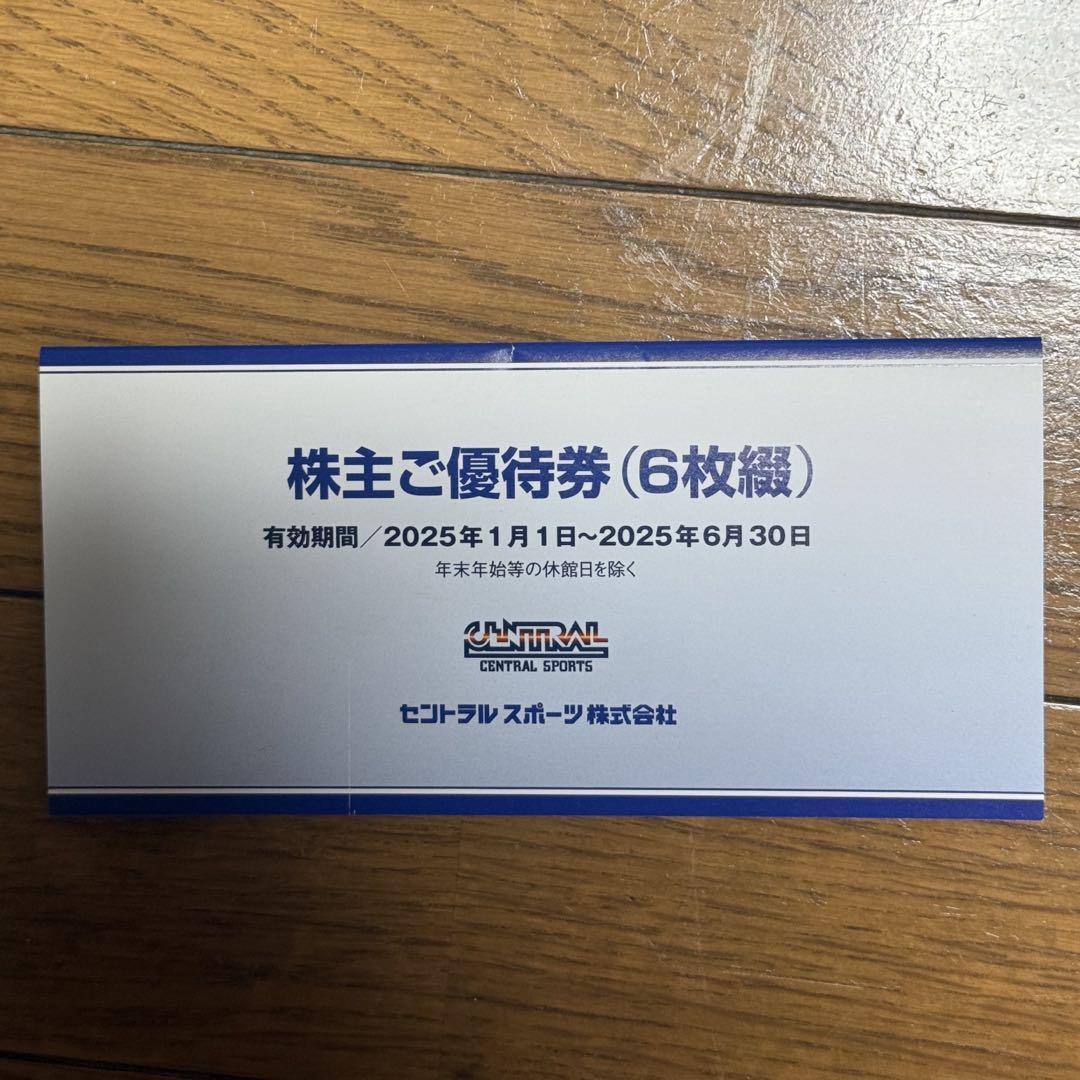 株主ご優待券(6枚綴)
有効期間/2025年1月1日~2025年6月30日
年末年始等の休館日を除く
CENTRAL
CENTRAL SPORTS
セントラルスポーツ株式会社